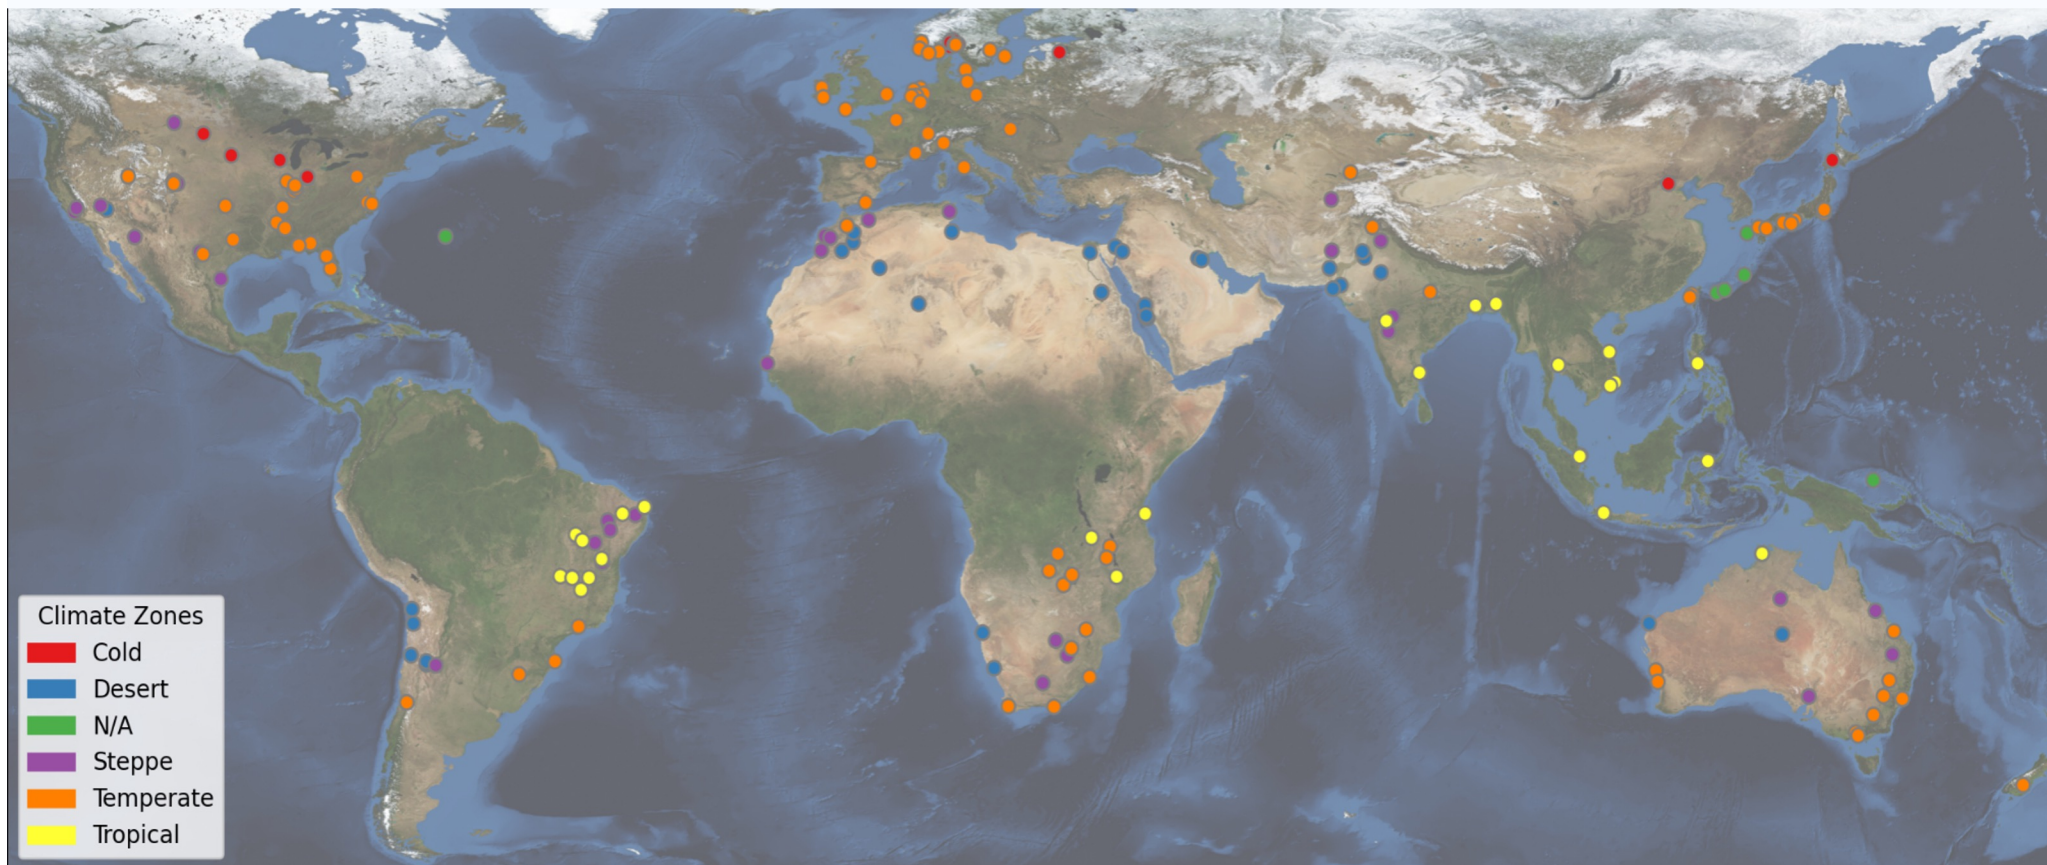 Climate Zones
Cold
Desert
N/A
Steppe
Temperate
Tropical